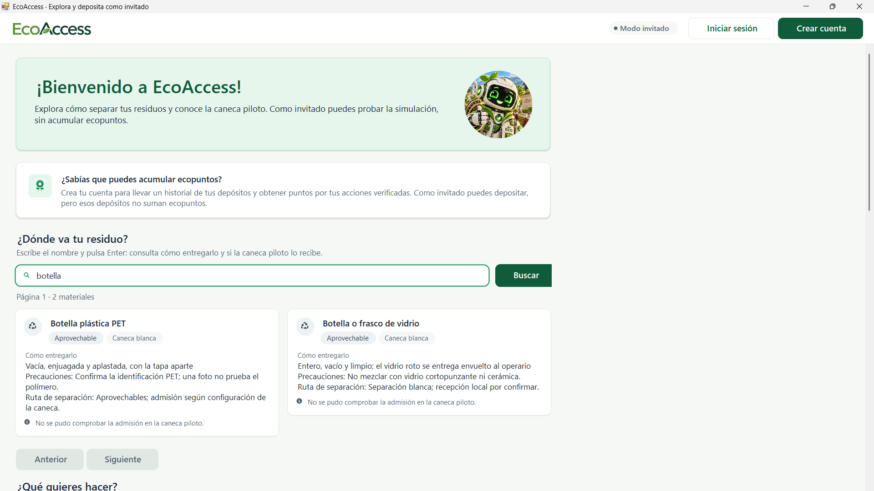 EcoAccess - Explora y deposita como invitado
EcoAccess
Modo invitado
Iniciar sesión
Crear cuenta
¡Bienvenido a EcoAccess!
Explora cómo separar tus residuos y conoce la caneca piloto. Como invitado puedes probar la simulación,
sin acumular ecopuntos.
¿Sabías que puedes acumular ecopuntos?
Crea tu cuenta para llevar un historial de tus depósitos y obtener puntos por tus acciones verificadas. Como invitado puedes depositar,
pero esos depósitos no suman ecopuntos.
¿Dónde va tu residuo?
Escribe el nombre y pulsa Enter: consulta cómo entregarlo y si la caneca piloto lo recibe.
botella
Buscar
Página 1 · 2 materiales
Botella plástica PET
Aprovechable
Caneca blanca
Cómo entregarlo
Vacía, enjuagada y aplastada, con la tapa aparte
Precauciones: Confirma la identificación PET; una foto no prueba el
polímero.
Ruta de separación: Aprovechables; admisión según configuración de
la caneca.
No se pudo comprobar la admisión en la caneca piloto.
Botella o frasco de vidrio
Aprovechable
Caneca blanca
Cómo entregarlo
Entero, vacío y limpio; el vidrio roto se entrega envuelto al operario
Precauciones: No mezclar con vidrio cortopunzante ni cerámica.
Ruta de separación: Separación blanca; recepción local por confirmar.
No se pudo comprobar la admisión en la caneca piloto.
Anterior
Siguiente
¿Qué quieres hacer?